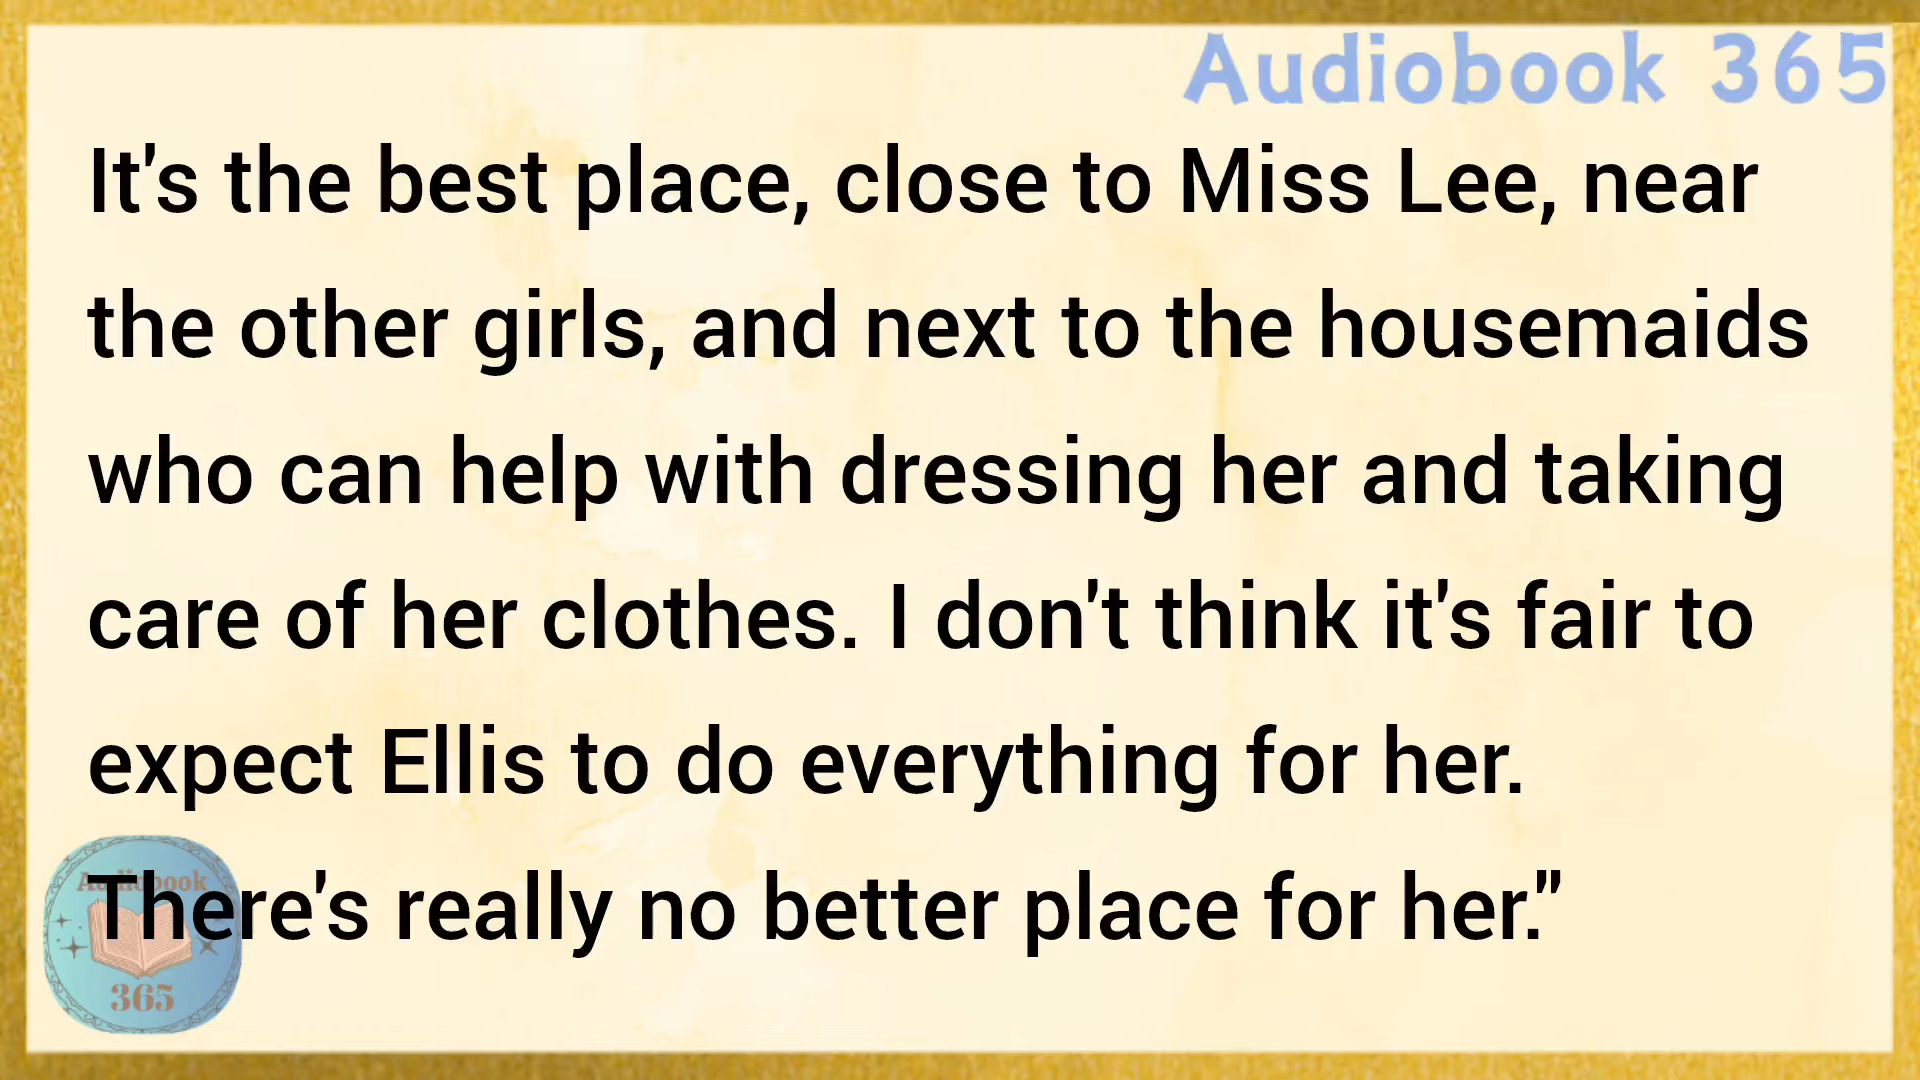 Audiobook 365
It's the best place, close to Miss Lee, near
the other girls, and next to the housemaids
who can help with dressing her and taking
care of her clothes. I don't think it's fair to
expect Ellis to do everything for her.
There's really no better place for her."
Audiobook
365